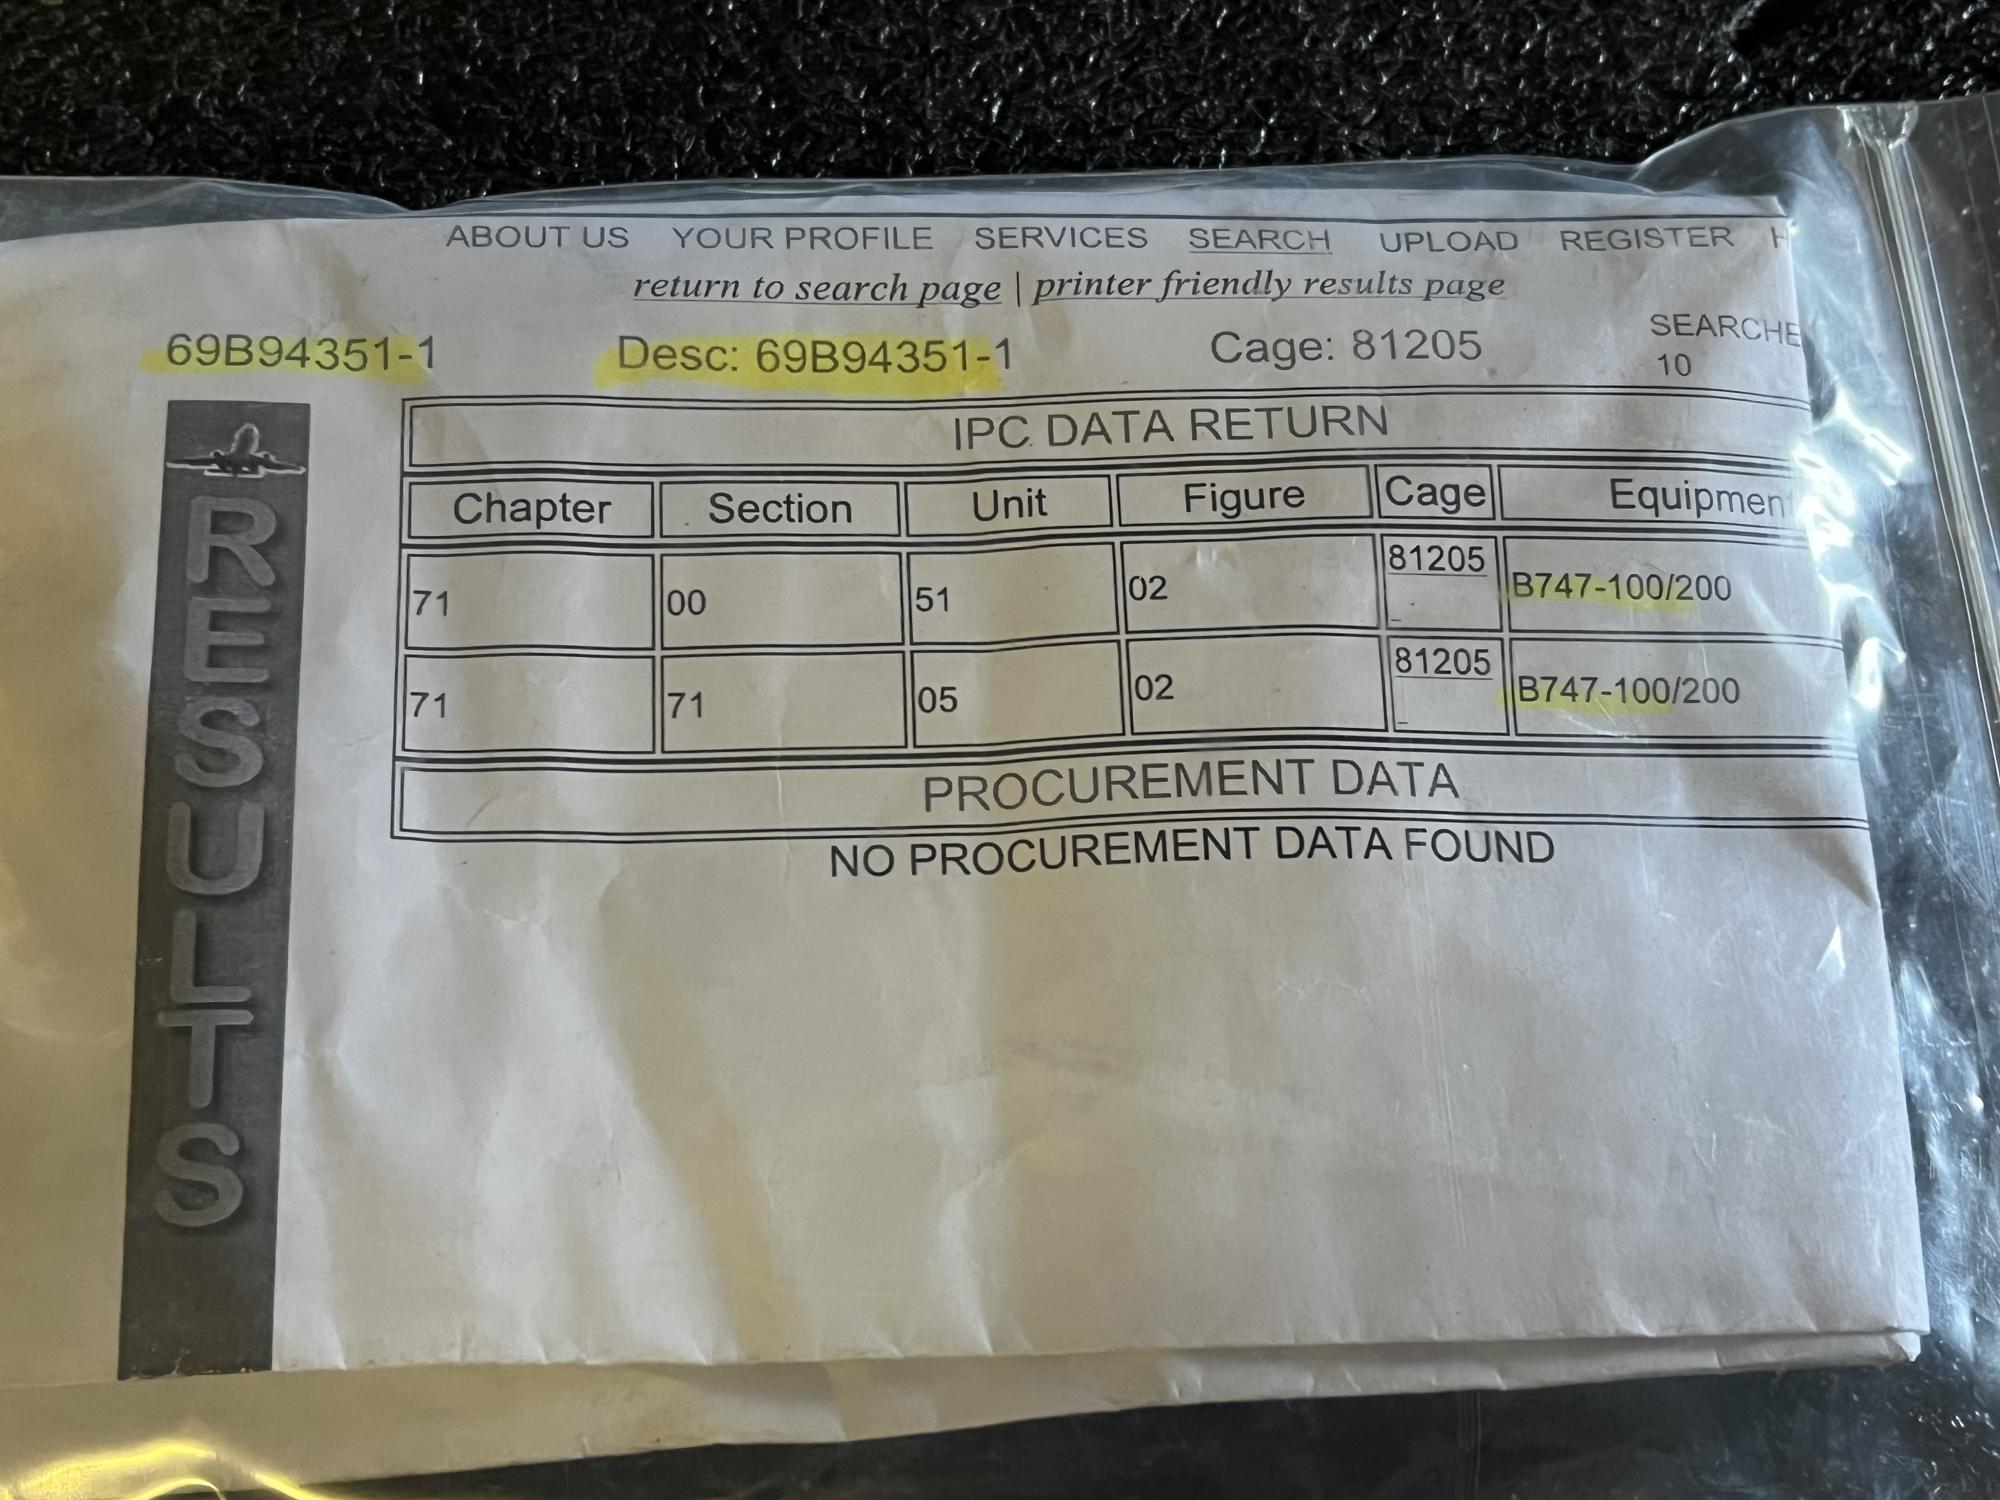 ABOUT US YOUR PROFILE SERVICES SEARCH UPLOAD REGISTER H
return to search page | printer friendly results page
69B94351-1 Desc: 69B94351-1 Cage: 81205 SEARCHE
10
RESULTS
IPC DATA RETURN
Chapter Section Unit Figure Cage Equipmen
71 00 51 02 81205 B747-100/200
71 71 05 02 81205 B747-100/200
PROCUREMENT DATA
NO PROCUREMENT DATA FOUND